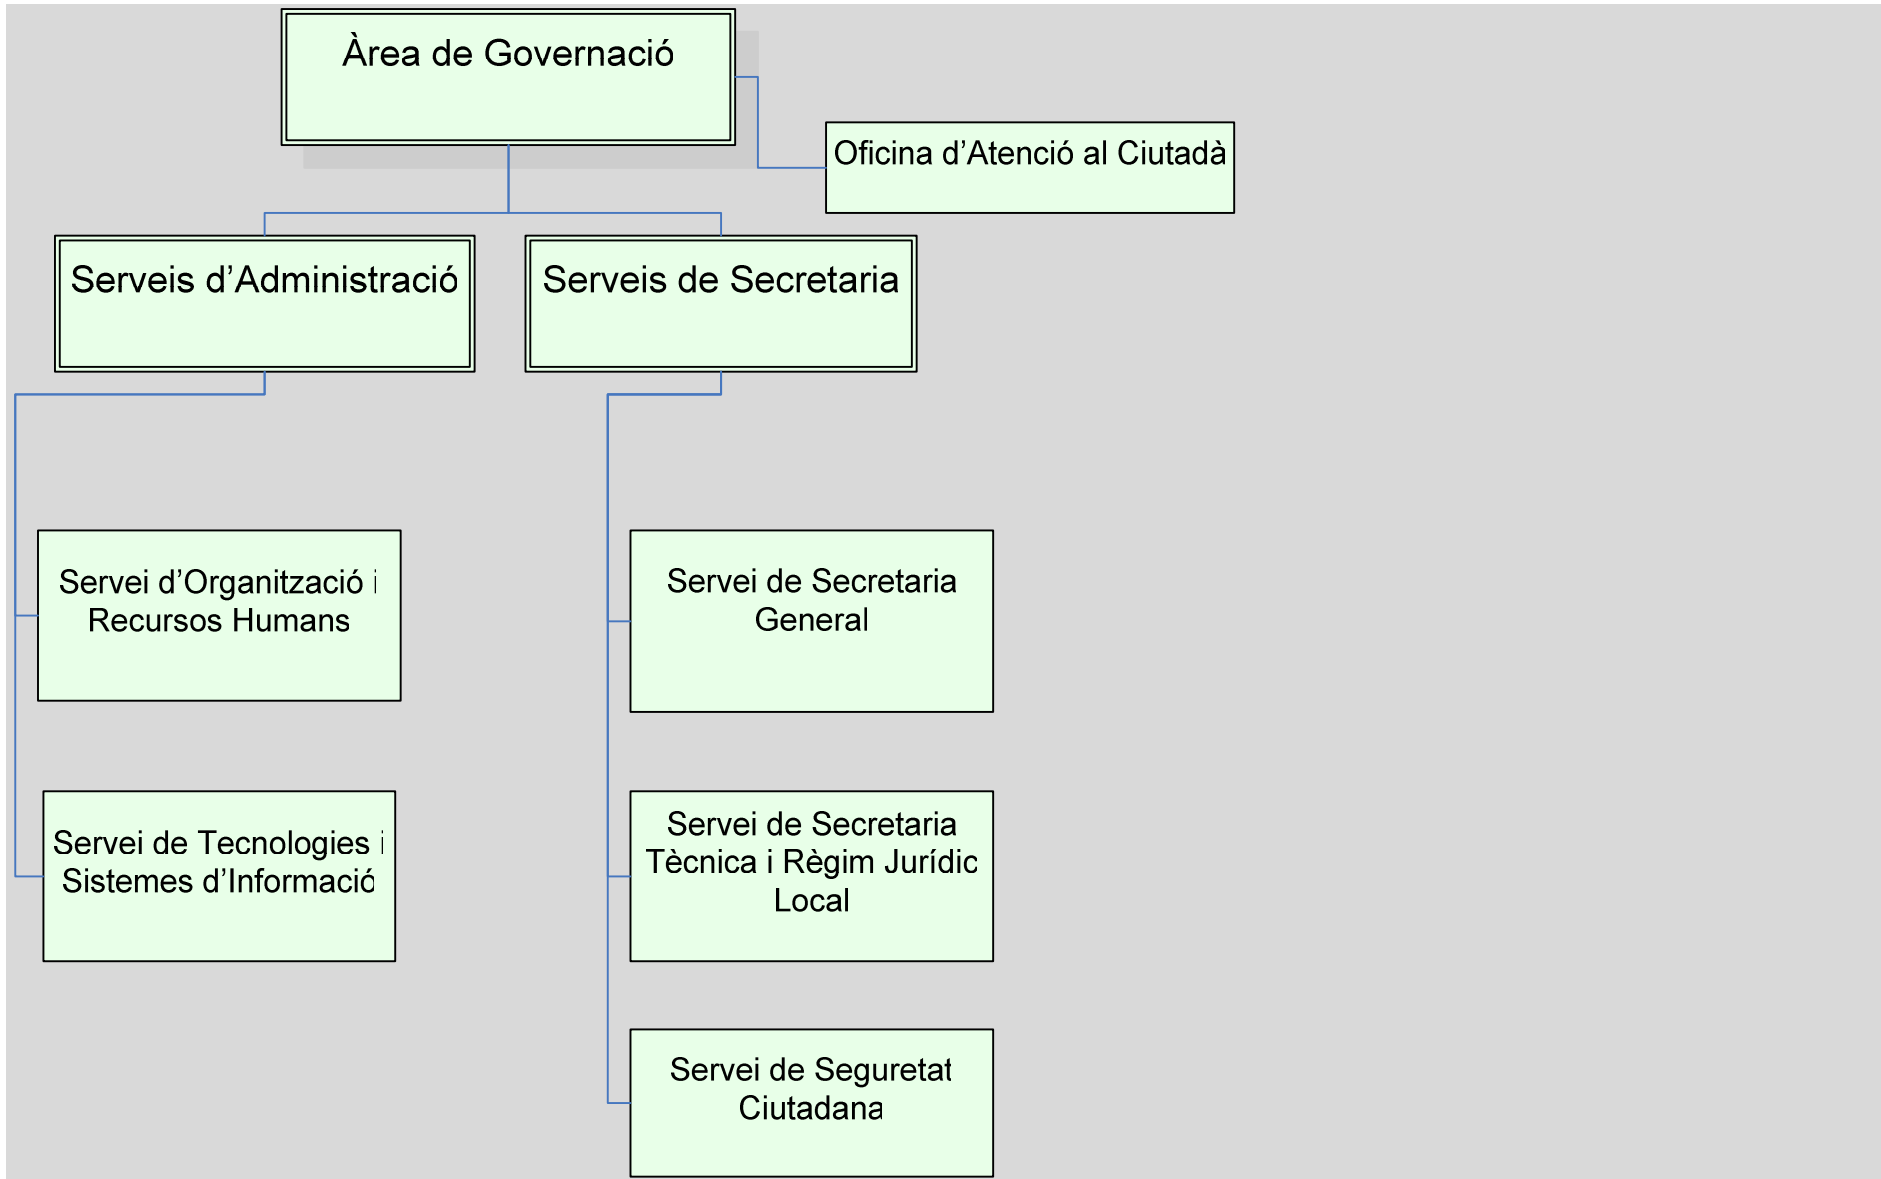 Àrea de Governació
Oficina d’Atenció al Ciutadà
Serveis d’Administració
Serveis de Secretaria
Servei d’Organització i
Recursos Humans
Servei de Secretaria
General
Servei de Tecnologies i
Sistemes d’Informació
Servei de Secretaria
Tècnica i Règim Jurídic
Local
Servei de Seguretat
Ciutadana